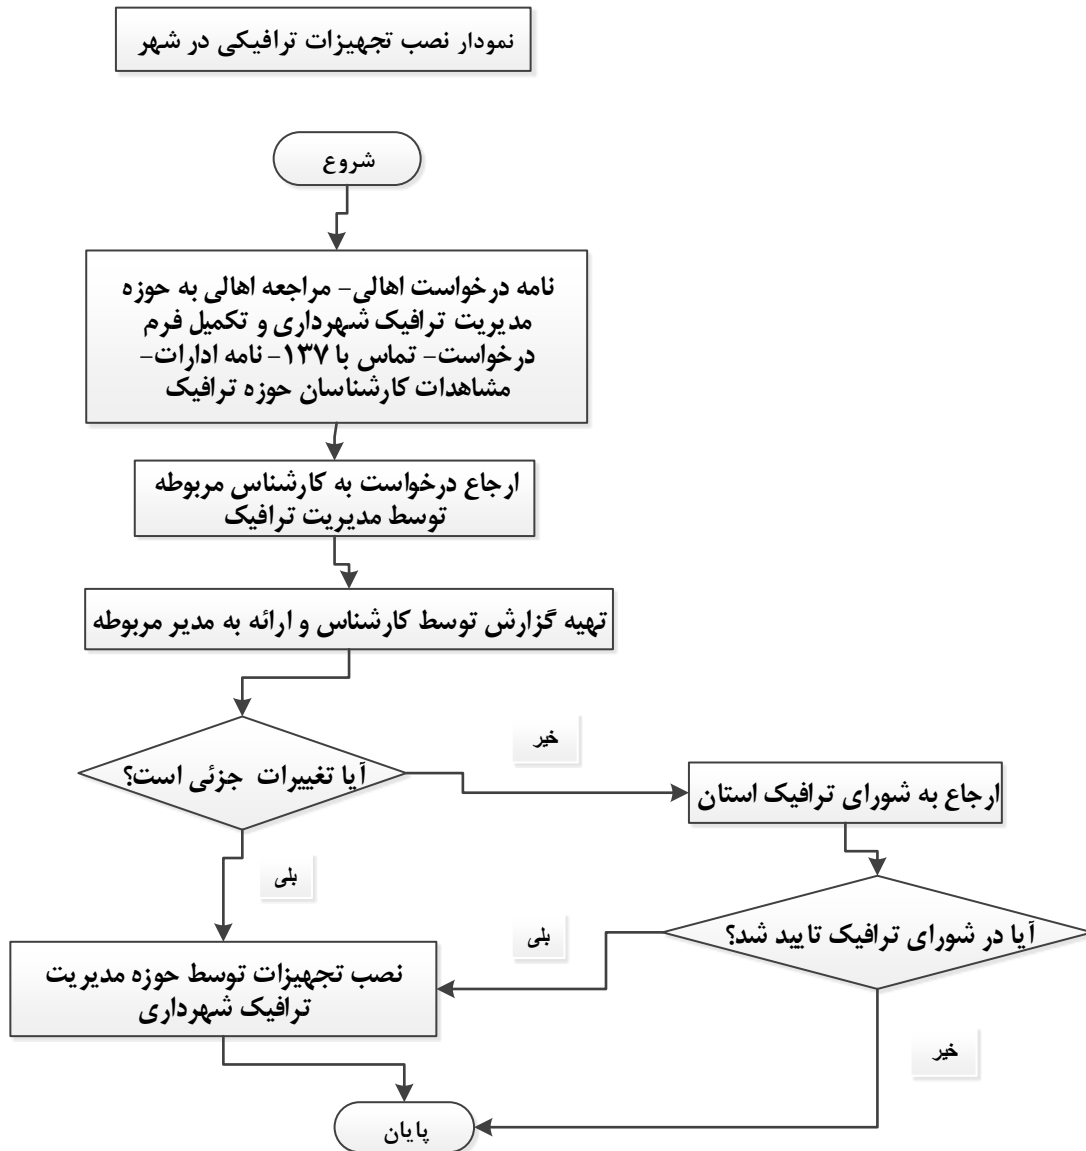 نمودار نصب تجهیزات ترافیکی در شهر
شروع
نامه درخواست اهالی- مراجعه اهالی به حوزه
مدیریت ترافیک شهرداری و تکمیل فرم
درخواست- تماس با ۱۳۷- نامه ادارات-
مشاهدات کارشناسان حوزه ترافیک
ارجاع درخواست به کارشناس مربوطه
توسط مدیریت ترافیک
تهیه گزارش توسط کارشناس و ارائه به مدیر مربوطه
آیا تغییرات جزئی است؟
خیر
ارجاع به شورای ترافیک استان
بلی
آیا در شورای ترافیک تایید شد؟
بلی
نصب تجهیزات توسط حوزه مدیریت
ترافیک شهرداری
خیر
پایان